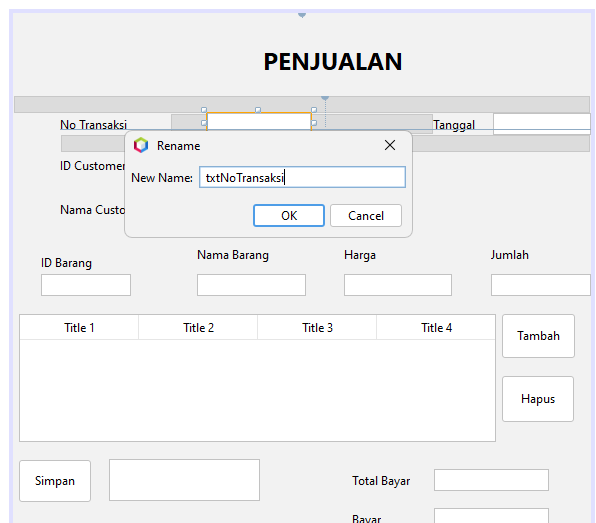 PENJUALAN
No Transaksi
Tanggal
Rename
ID Customer
New Name: txtNoTransaksi
Nama Custo
OK Cancel
ID Barang Nama Barang Harga Jumlah
Title 1 Title 2 Title 3 Title 4
Tambah
Hapus
Simpan
Total Bayar
Bayar